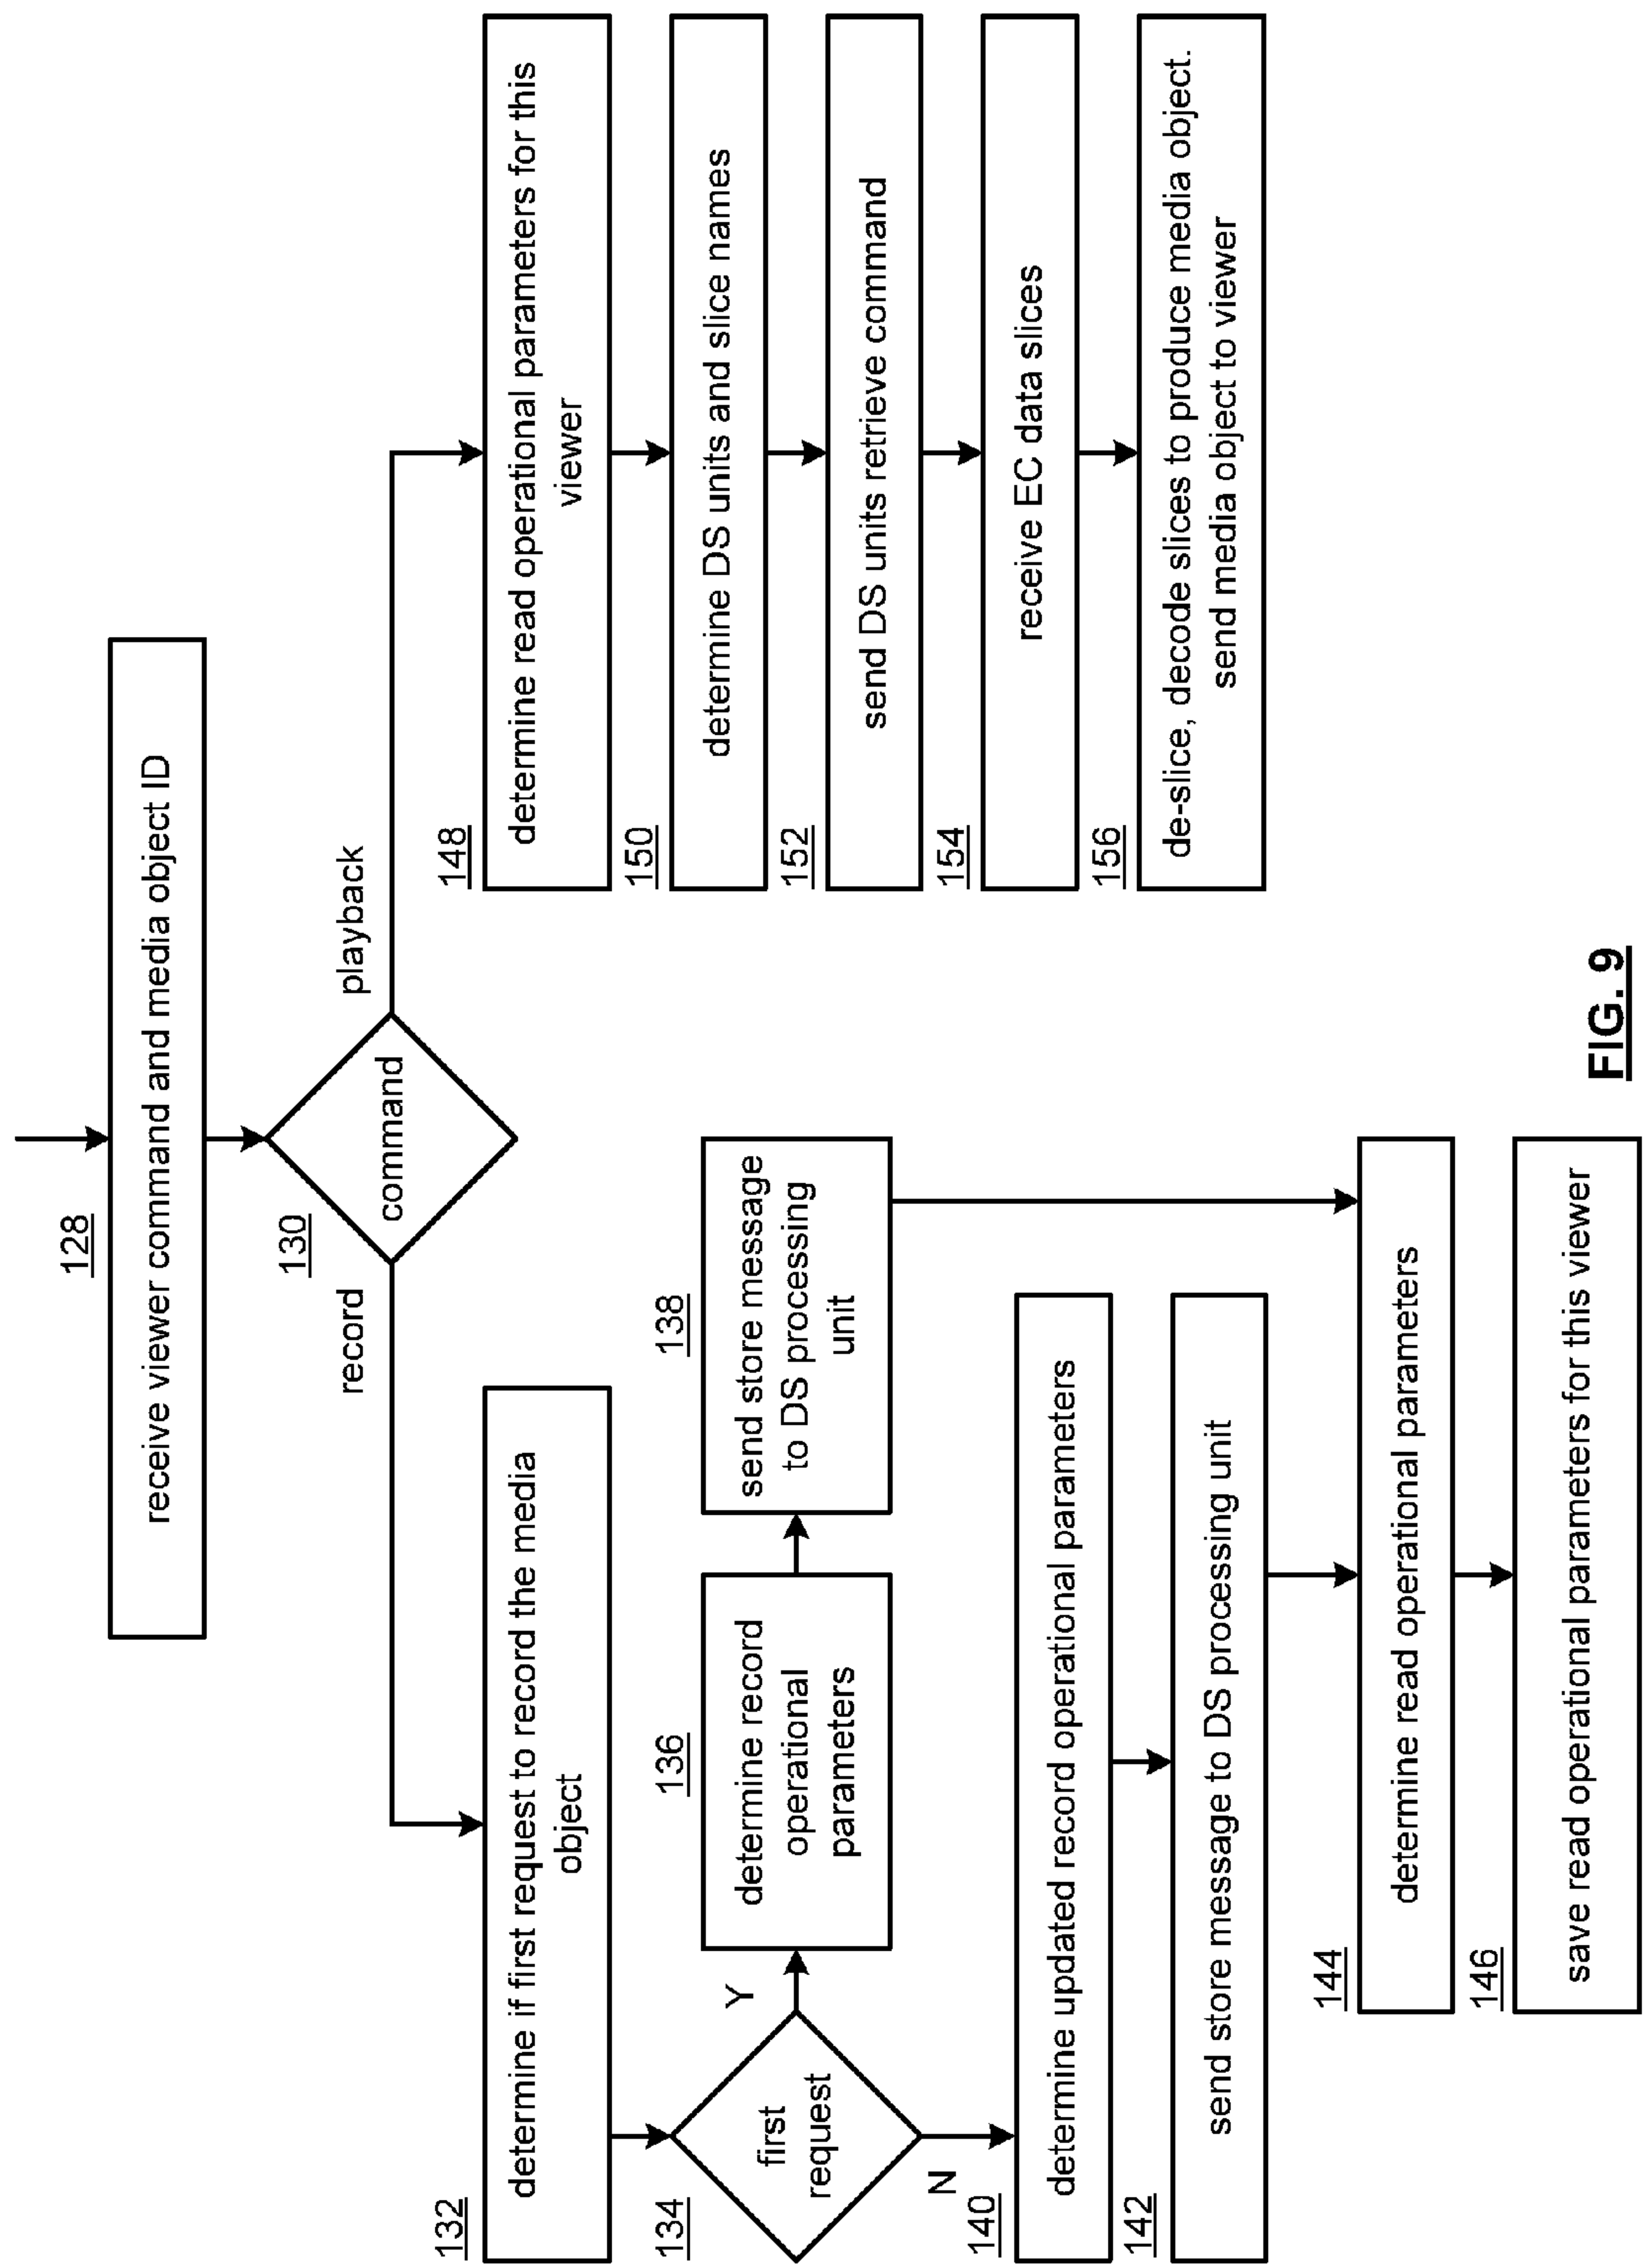 128
receive viewer command and media object ID
130
command
record
playback
132
determine if first request to record the media
object
134
first
request
Y
N
136
determine record
operational
parameters
138
send store message
to DS processing
unit
140
determine updated record operational parameters
142
send store message to DS processing unit
144
determine read operational parameters
146
save read operational parameters for this viewer
148
determine read operational parameters for this
viewer
150
determine DS units and slice names
152
send DS units retrieve command
154
receive EC data slices
156
de-slice, decode slices to produce media object.
send media object to viewer
FIG. 9